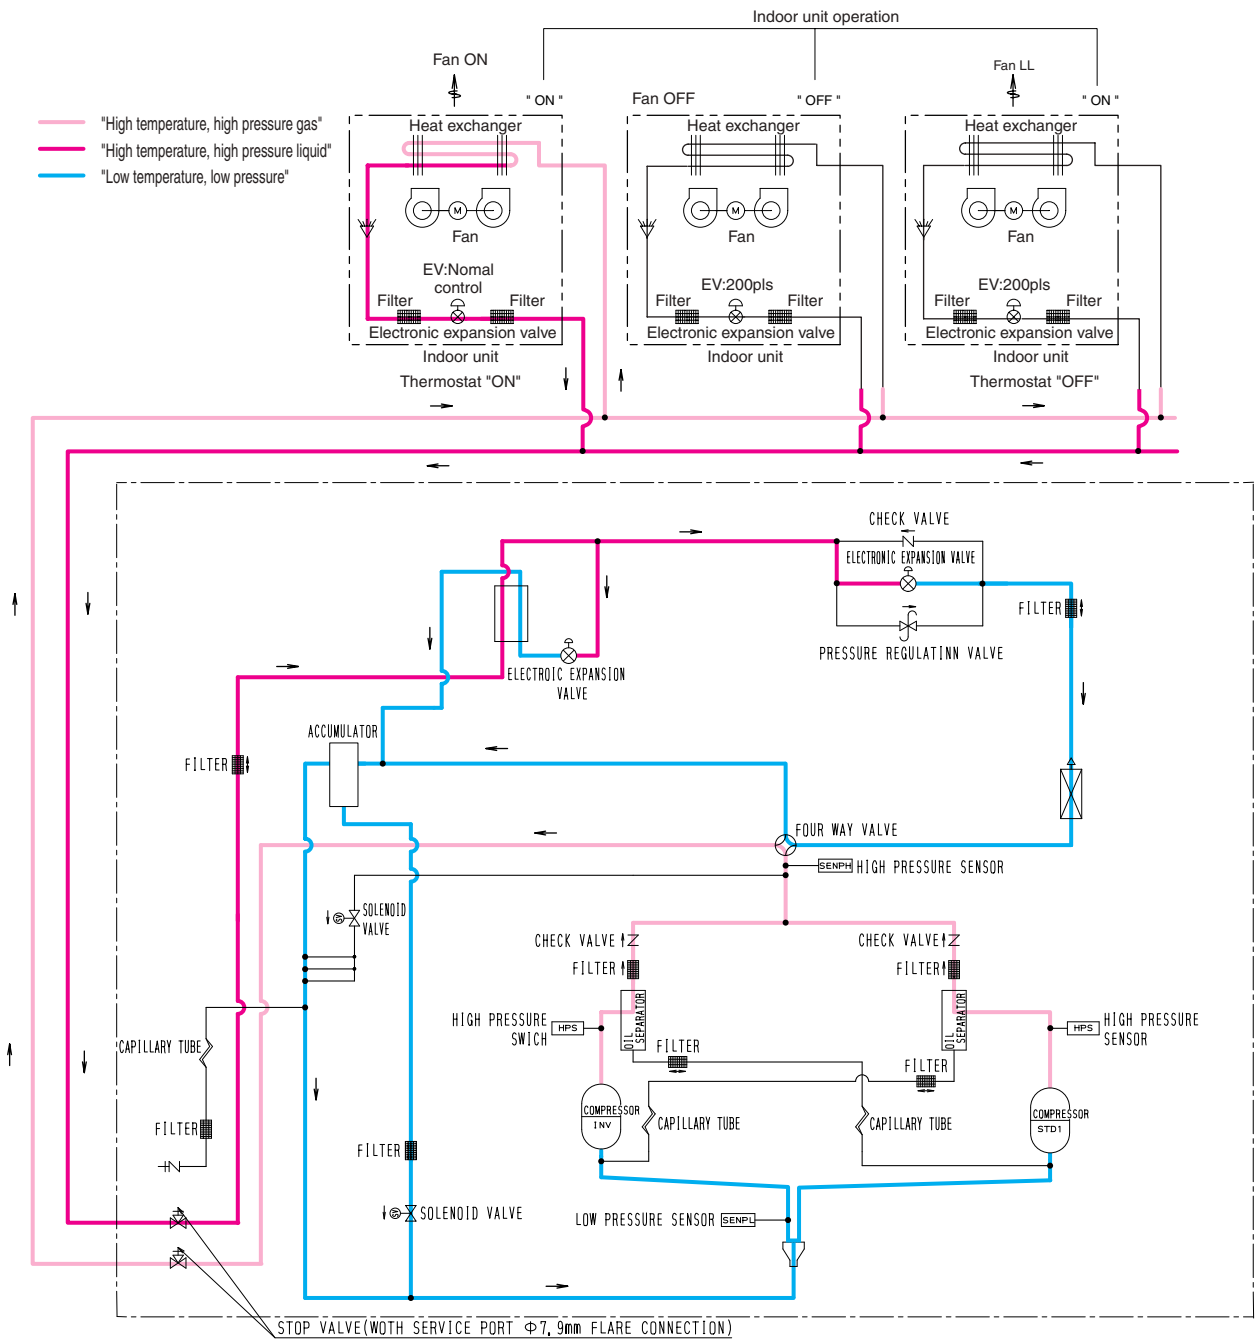 Indoor unit operation
Fan ON
" ON "
Fan OFF
" OFF "
Fan LL
" ON "
"High temperature, high pressure gas"
"High temperature, high pressure liquid"
"Low temperature, low pressure"
Heat exchanger
M
Fan
EV:Nomal
control
Filter
Filter
Electronic expansion valve
Indoor unit
Thermostat "ON"
Heat exchanger
M
Fan
EV:200pls
Filter
Filter
Electronic expansion valve
Indoor unit
Heat exchanger
M
Fan
EV:200pls
Filter
Filter
Electronic expansion valve
Indoor unit
Thermostat "OFF"
CHECK VALVE
ELECTRONIC EXPANSION VALVE
FILTER
PRESSURE REGULATINN VALVE
ELECTROIC EXPANSION
VALVE
ACCUMULATOR
FILTER
FOUR WAY VALVE
SENPH
HIGH PRESSURE SENSOR
SV
SOLENOID
VALVE
CHECK VALVE
CHECK VALVE
FILTER
FILTER
OIL
SEPARATOR
OIL
SEPARATOR
HIGH PRESSURE
SWICH
HPS
HPS
HIGH PRESSURE
SENSOR
FILTER
FILTER
CAPILLARY TUBE
COMPRESSOR
INV
CAPILLARY TUBE
CAPILLARY TUBE
COMPRESSOR
STD1
FILTER
FILTER
SV
SOLENOID VALVE
LOW PRESSURE SENSOR
SENPL
STOP VALVE(WOTH SERVICE PORT Φ7.9mm FLARE CONNECTION)